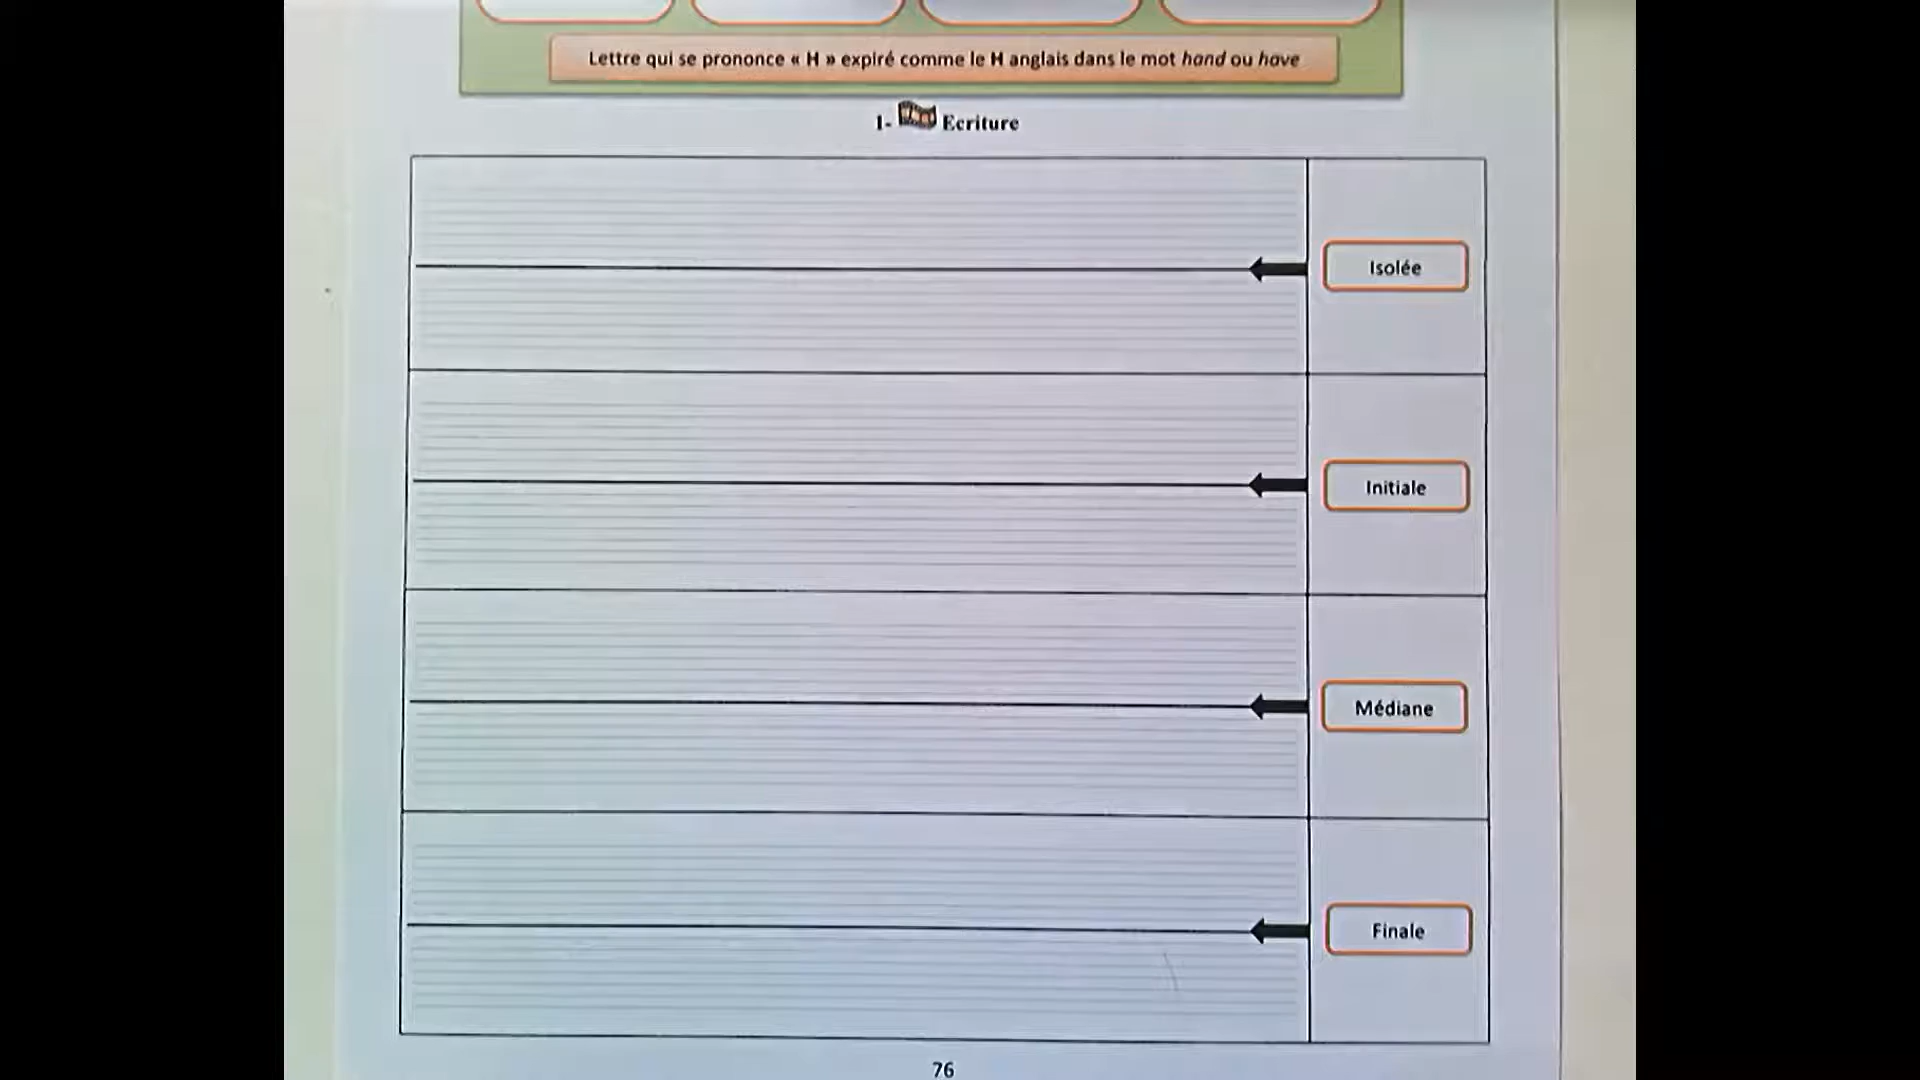 Lettre qui se prononce « H » expiré comme le H anglais dans le mot hand ou have
1- Ecriture
Isolée
Initiale
Médiane
Finale
76